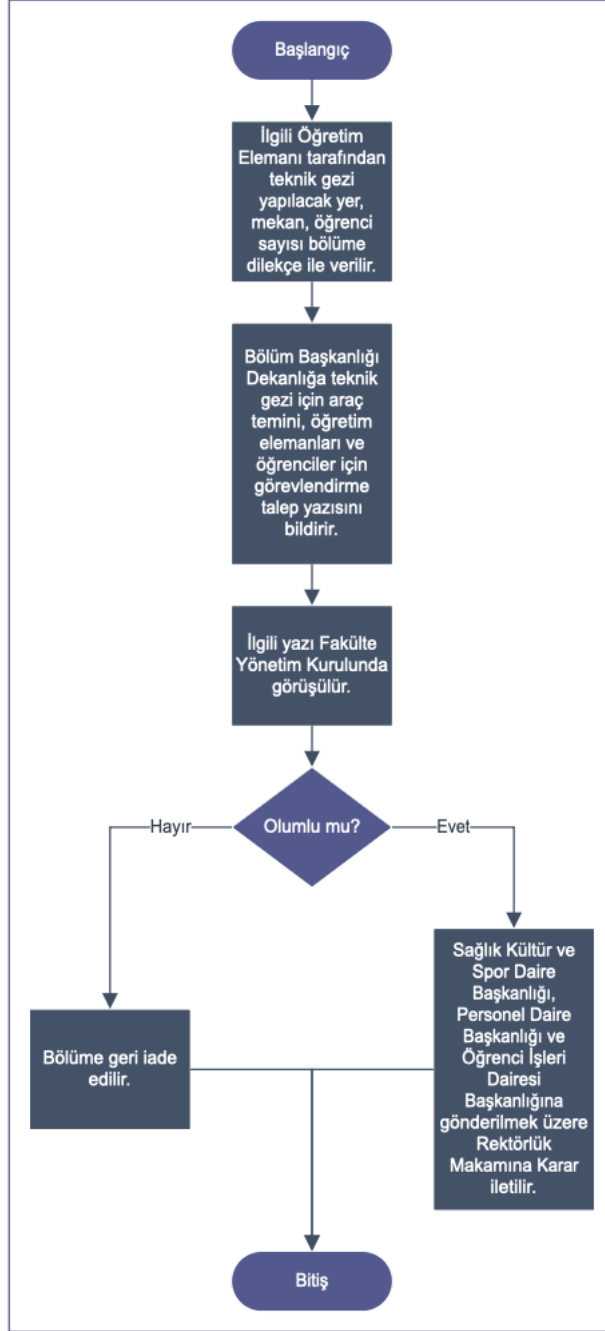 Başlangıç
İlgili Öğretim
Elemanı tarafından
teknik gezi
yapılacak yer,
mekan, öğrenci
sayısı bölüme
dilekçe ile verilir.
Bölüm Başkanlığı
Dekanlığa teknik
gezi için araç
temini, öğretim
elemanları ve
öğrenciler için
görevlendirme
talep yazısını
bildirir.
İlgili yazı Fakülte
Yönetim Kurulunda
görüşülür.
Olumlu mu?
Hayır
Evet
Bölüme geri iade
edilir.
Sağlık Kültür ve
Spor Daire
Başkanlığı,
Personel Daire
Başkanlığı ve
Öğrenci İşleri
Dairesi
Başkanlığına
gönderilmek üzere
Rektörlük
Makamına Karar
iletilir.
Bitiş